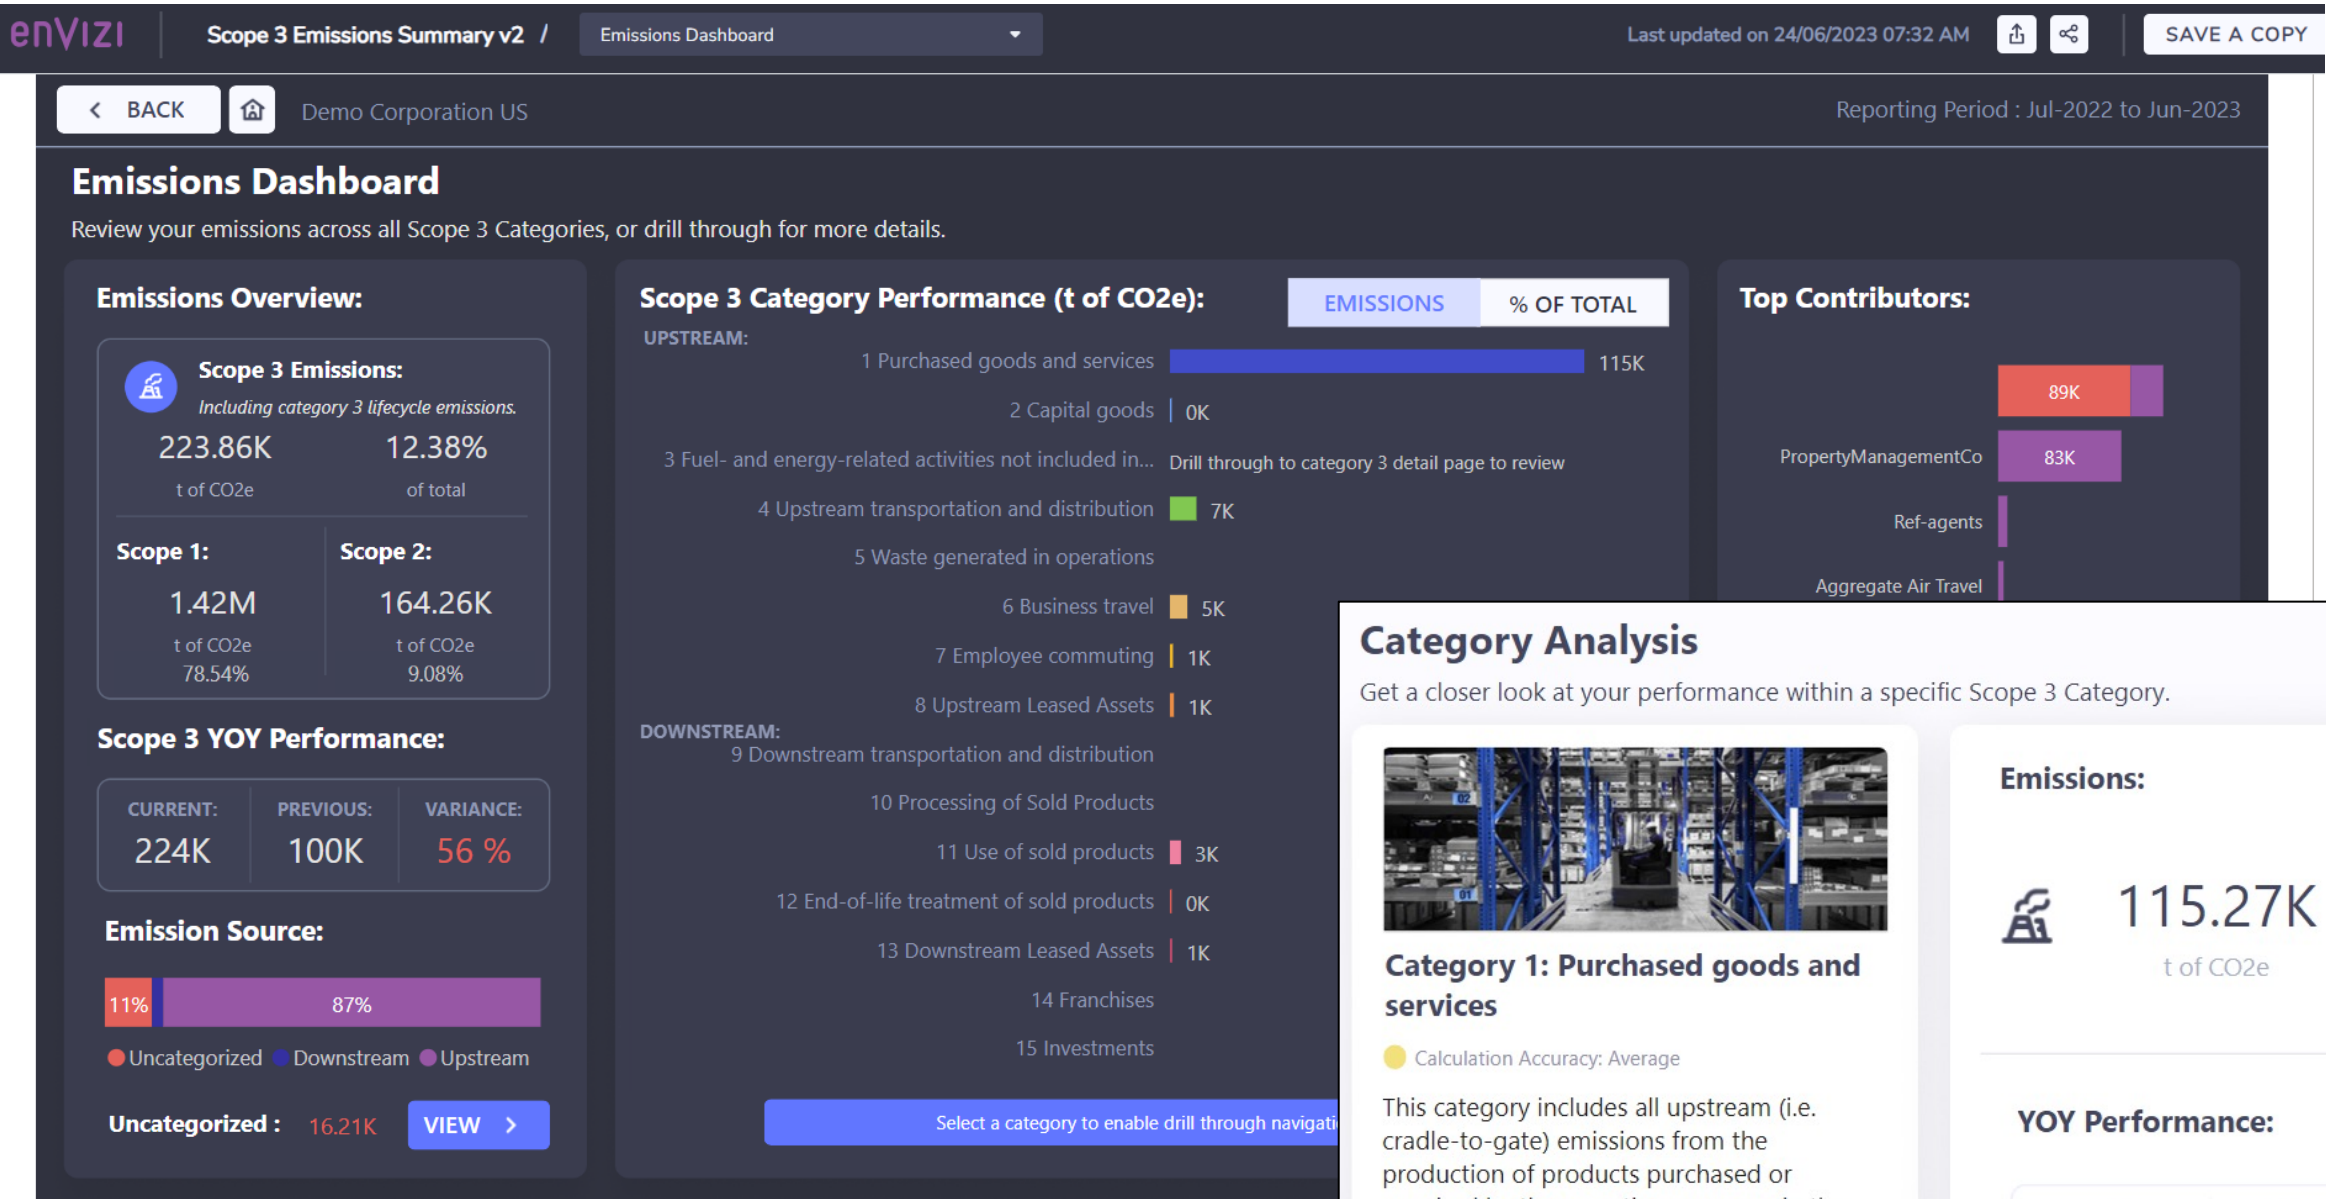 enVIZI
Scope 3 Emissions Summary v2 /
Emissions Dashboard
Last updated on 24/06/2023 07:32 AM
SAVE A COPY
BACK
Demo Corporation US
Reporting Period : Jul-2022 to Jun-2023
Emissions Dashboard
Review your emissions across all Scope 3 Categories, or drill through for more details.
Emissions Overview:
Scope 3 Emissions:
Including category 3 lifecycle emissions.
223.86K
12.38%
t of CO2e
of total
Scope 1:
Scope 2:
1.42M
164.26K
t of CO2e
t of CO2e
78.54%
9.08%
Scope 3 YOY Performance:
CURRENT:
PREVIOUS:
VARIANCE:
224K
100K
56 %
Emission Source:
11%
87%
Uncategorized
Downstream
Upstream
Uncategorized :
16.21K
VIEW
Scope 3 Category Performance (t of CO2e):
EMISSIONS
% OF TOTAL
UPSTREAM:
1 Purchased goods and services
115K
2 Capital goods
0K
3 Fuel- and energy-related activities not included in...
Drill through to category 3 detail page to review
4 Upstream transportation and distribution
7K
5 Waste generated in operations
6 Business travel
5K
7 Employee commuting
1K
8 Upstream Leased Assets
1K
DOWNSTREAM:
9 Downstream transportation and distribution
10 Processing of Sold Products
11 Use of sold products
3K
12 End-of-life treatment of sold products
0K
13 Downstream Leased Assets
1K
14 Franchises
15 Investments
Select a category to enable drill through
Top Contributors:
89K
PropertyManagementCo
83K
Ref-agents
Aggregate Air Travel
Category Analysis
Get a closer look at your performance within a specific Scope 3 Category.
02
01
Category 1: Purchased goods and
services
Calculation Accuracy: Average
This category includes all upstream (i.e.
cradle-to-gate) emissions from the
production of products purchased or
Emissions:
115.27K
t of CO2e
YOY Performance: